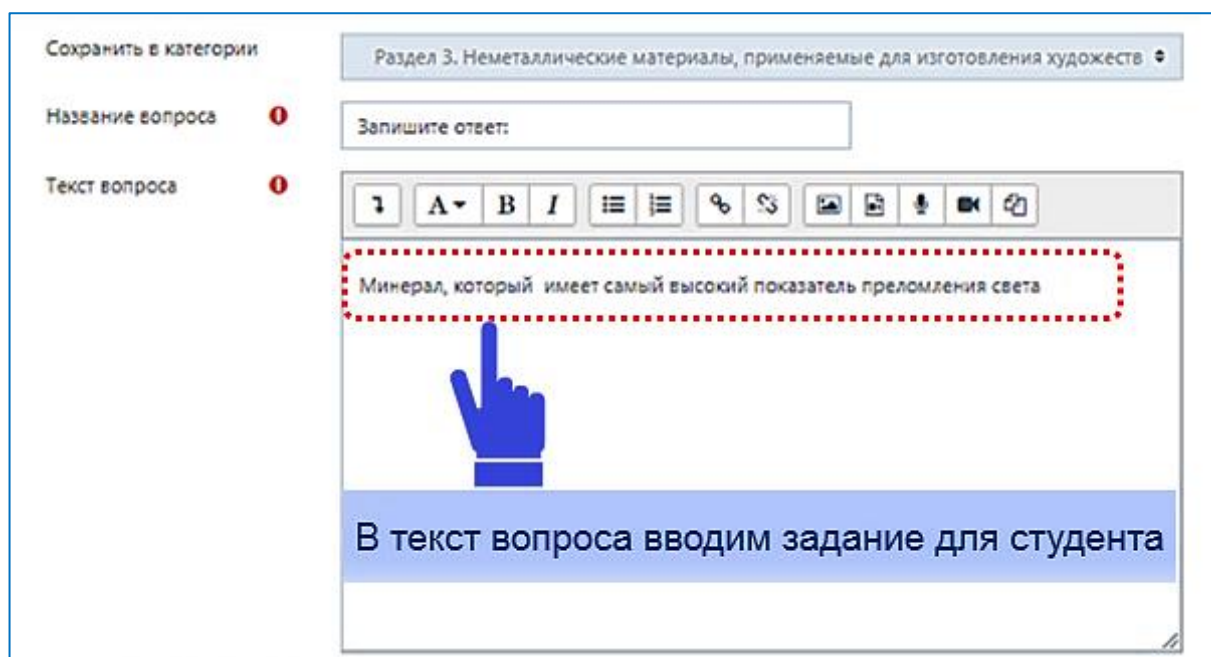 Сохранить в категории
Раздел 3. Неметаллические материалы, применяемые для изготовления художеств
Название вопроса
Запишите ответ:
Текст вопроса
A B I
Минерал, который имеет самый высокий показатель преломления света
В текст вопроса вводим задание для студента